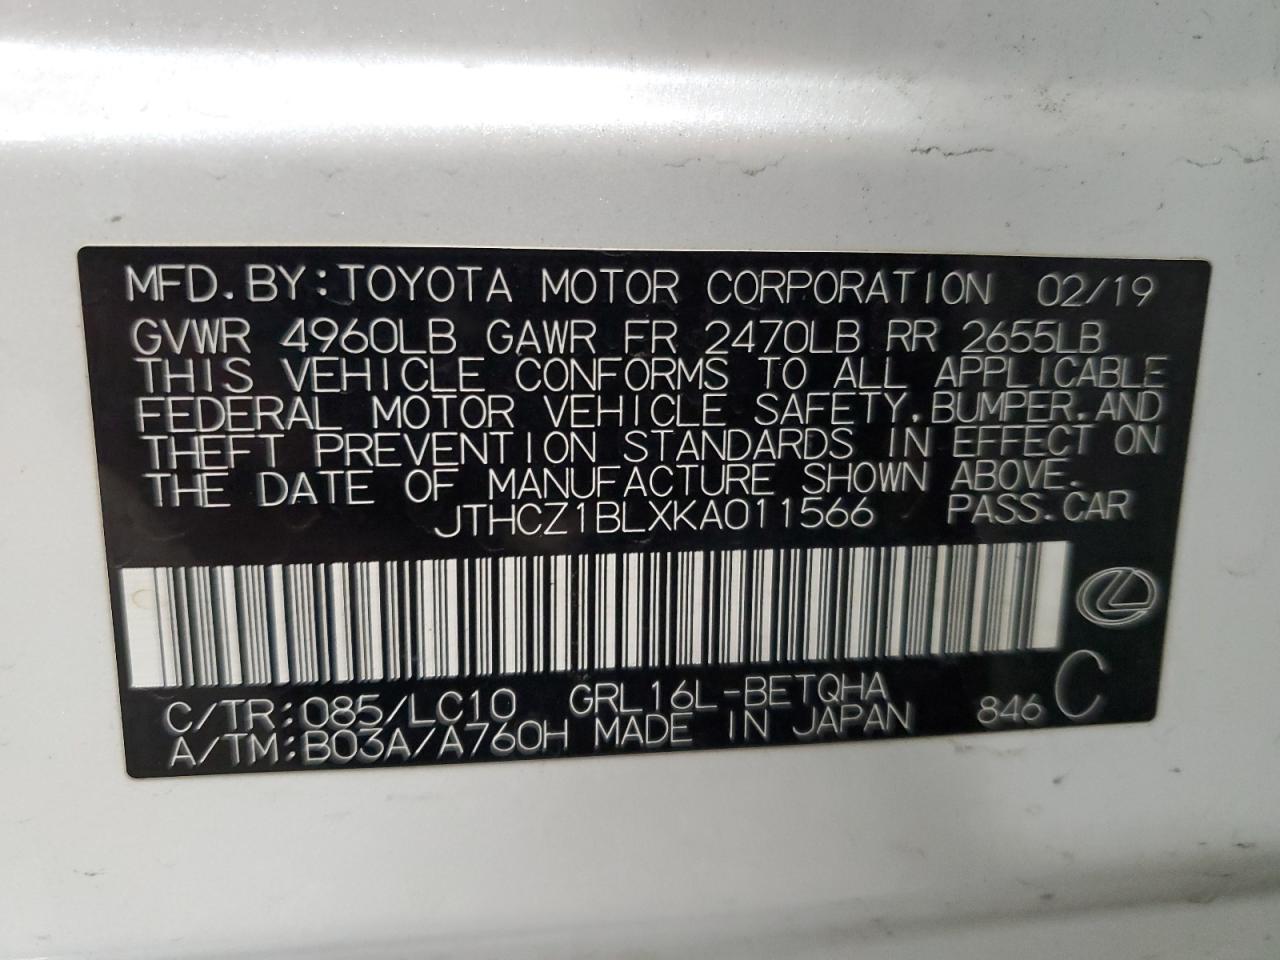 MFD. BY: TOYOTA MOTOR CORPORATION 02/19
GVWR 4960LB GAWR FR 2470LB RR 2655LB
THIS VEHICLE CONFORMS TO ALL APPLICABLE
FEDERAL MOTOR VEHICLE SAFETY, BUMPER, AND
THEFT PREVENTION STANDARDS IN EFFECT ON
THE DATE OF MANUFACTURE SHOWN ABOVE.
JTHCZ1BLXKA011566 PASS. CAR
C/TR: 085/LC10 GRL16L-BETQHA
A/TM: B03A/A760H MADE IN JAPAN 846 C